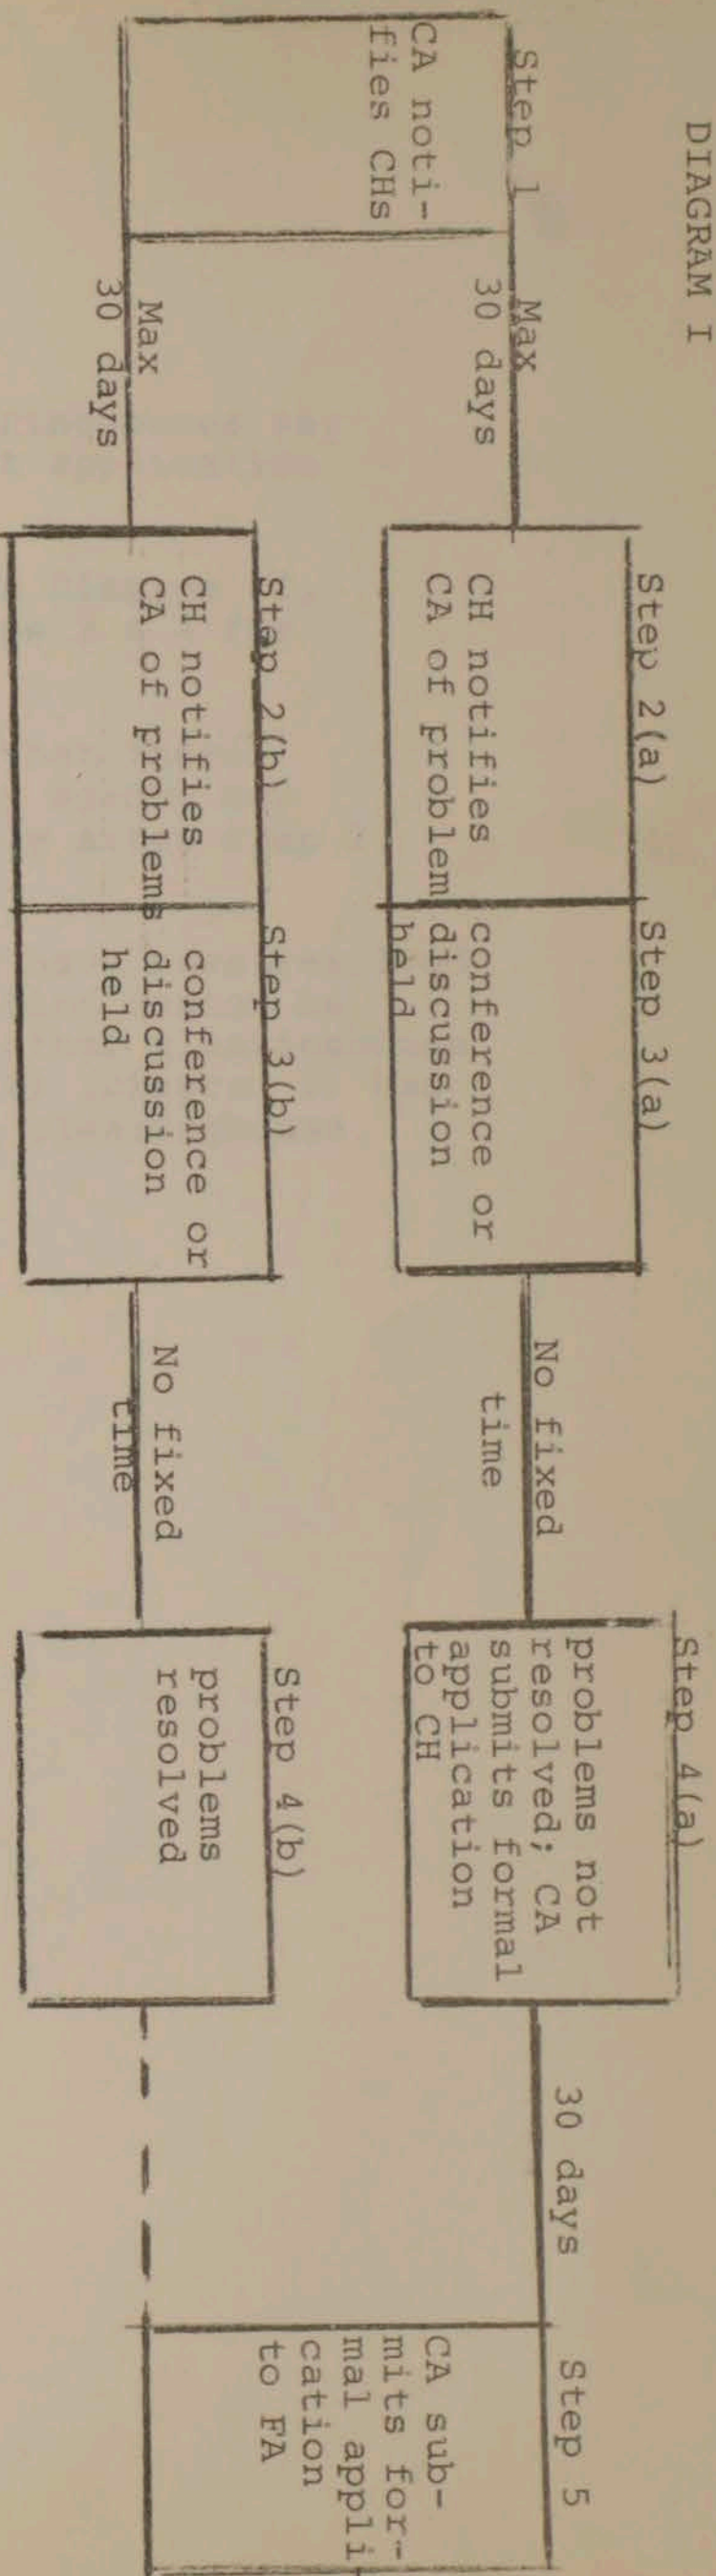 DIAGRAM I
Step 1
CA noti-
fies CHs
Max
30 days
Max
30 days
Step 2(a)
CH notifies
CA of problem
Step 3(a)
conference or
discussion
held
Step 2(b)
CH notifies
CA of problems
Step 3(b)
conference or
discussion
held
No fixed
time
No fixed
time
Step 4(a)
problems not
resolved; CA
submits formal
application
to CH
Step 4(b)
problems
resolved
30 days
Step 5
CA sub-
mits for-
mal appli
cation
to FA